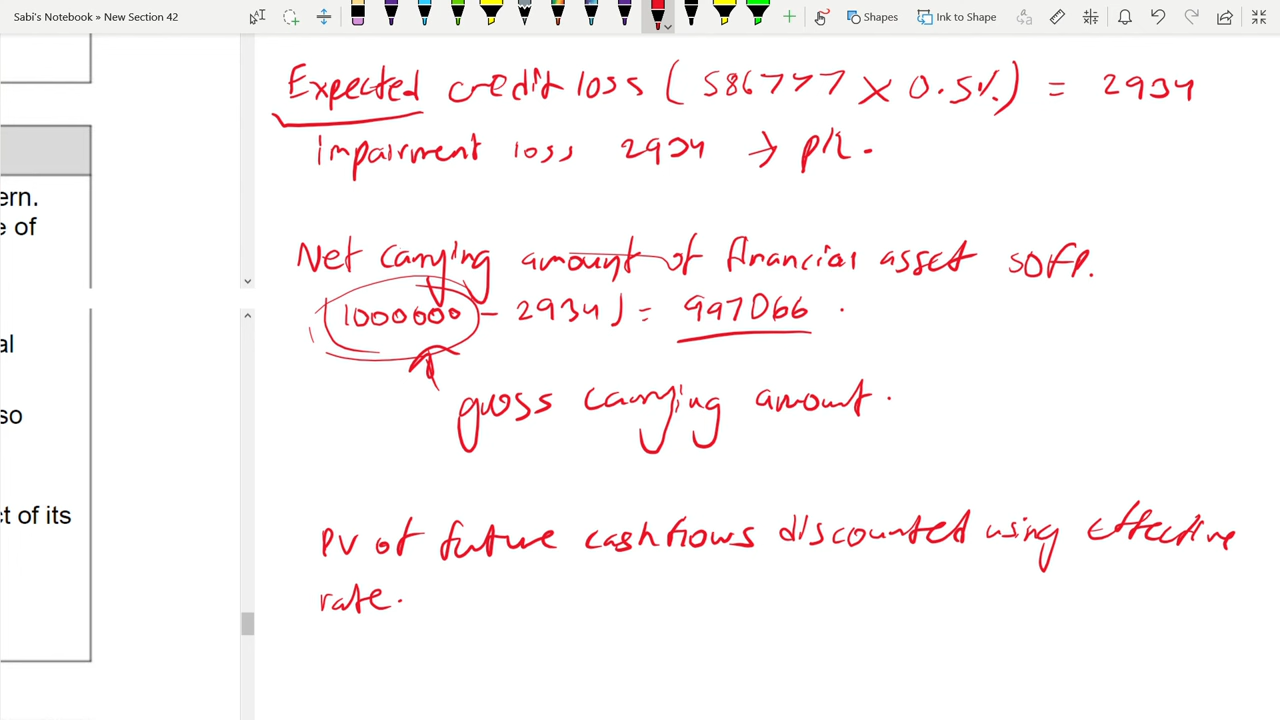 Sabi's Notebook » New Section 42
Shapes
Ink to Shape
Expected credit loss (586777 × 0.5%) = 2934
impairment loss 2934 → P/L.
ern.
e of
Net carrying amount of financial asset SOFP.
1000000 - 2934) = 997066.
al
gross carrying amount.
so
ct of its
PV of future cashflows discounted using effective
rate.